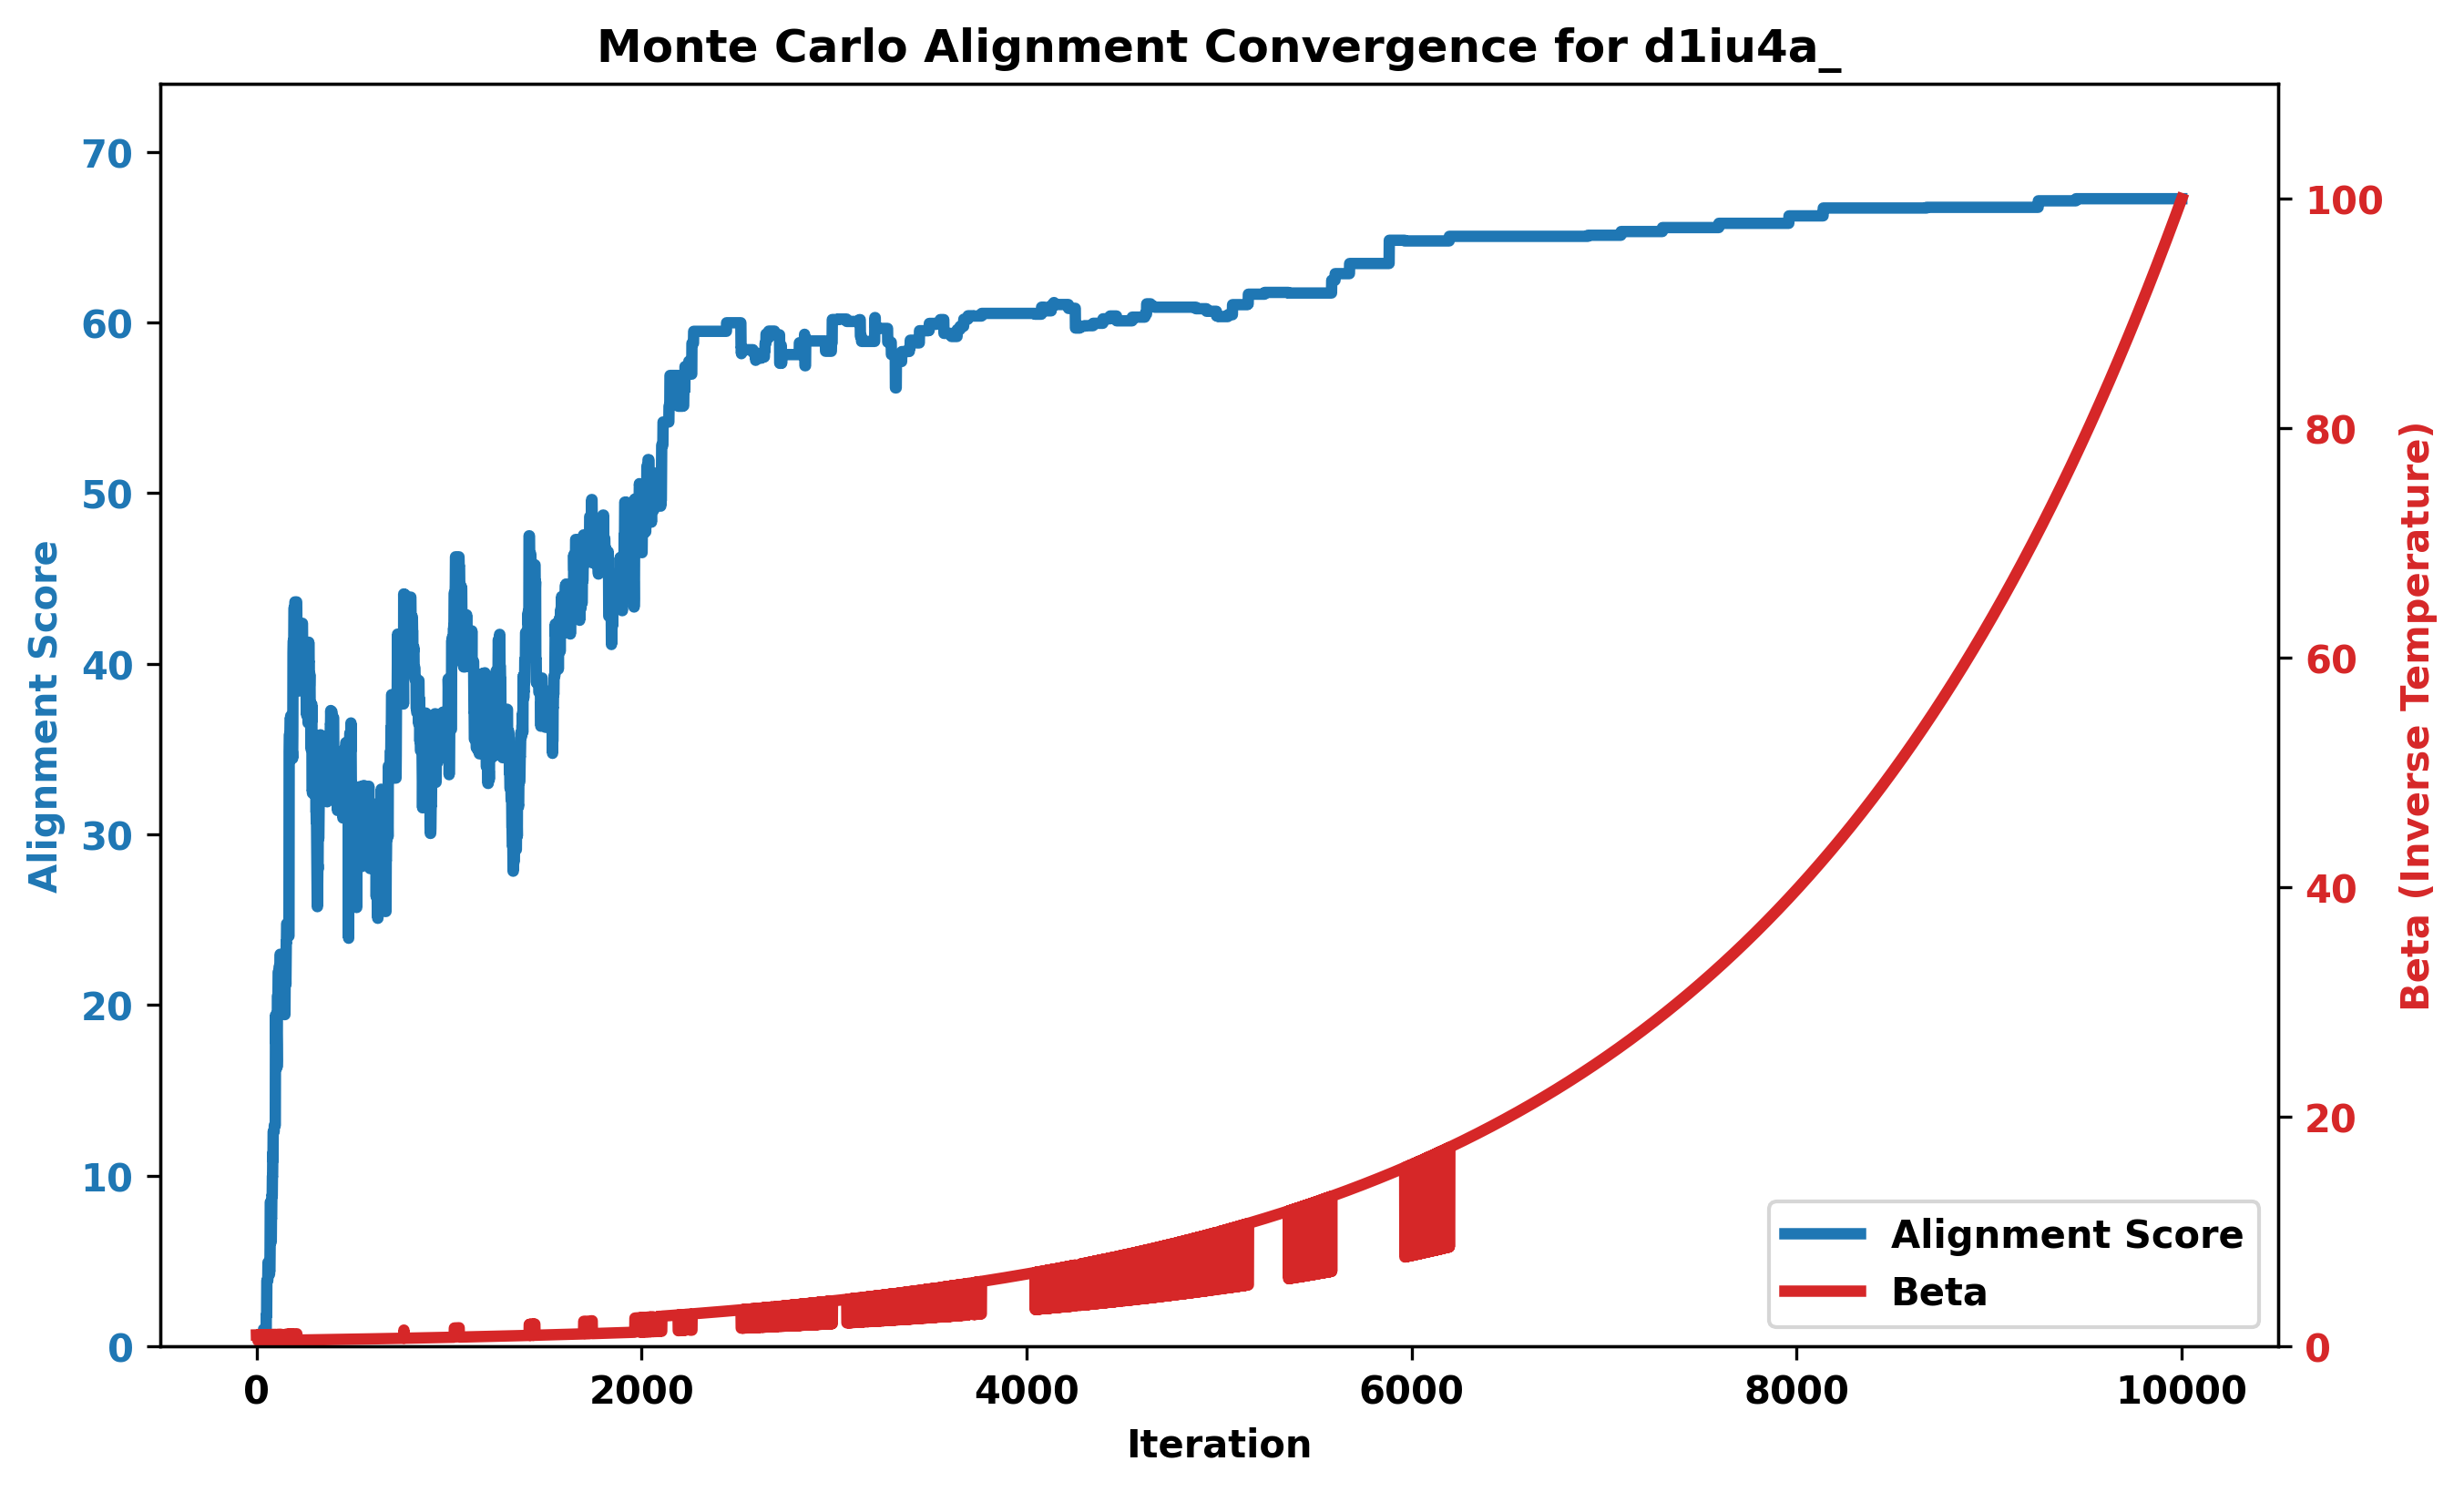 Monte Carlo Alignment Convergence for d1iu4a_
70
60
50
40
30
20
10
0
Alignment Score
100
80
60
40
20
0
Beta (Inverse Temperature)
Alignment Score
Beta
0 2000 4000 6000 8000 10000
Iteration